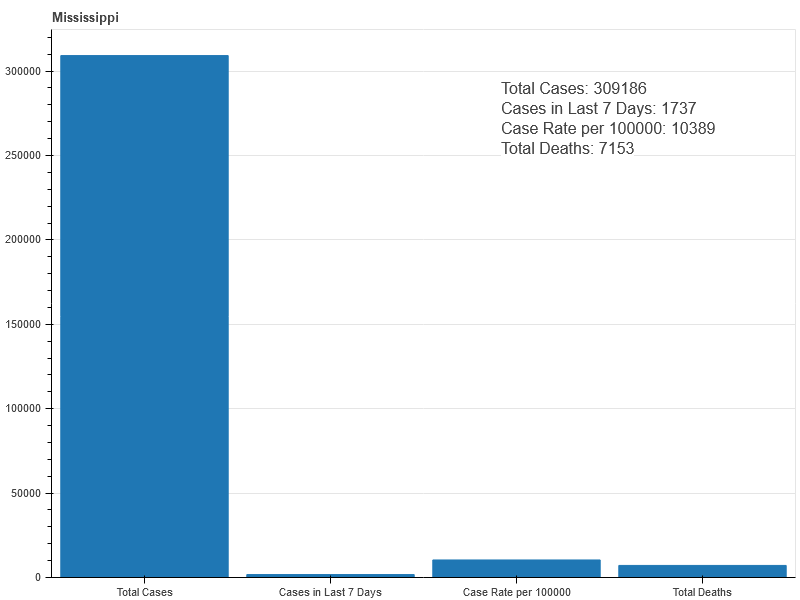 Mississippi
Total Cases: 309186
Cases in Last 7 Days: 1737
Case Rate per 100000: 10389
Total Deaths: 7153
300000
250000
200000
150000
100000
50000
0
Total Cases
Cases in Last 7 Days
Case Rate per 100000
Total Deaths